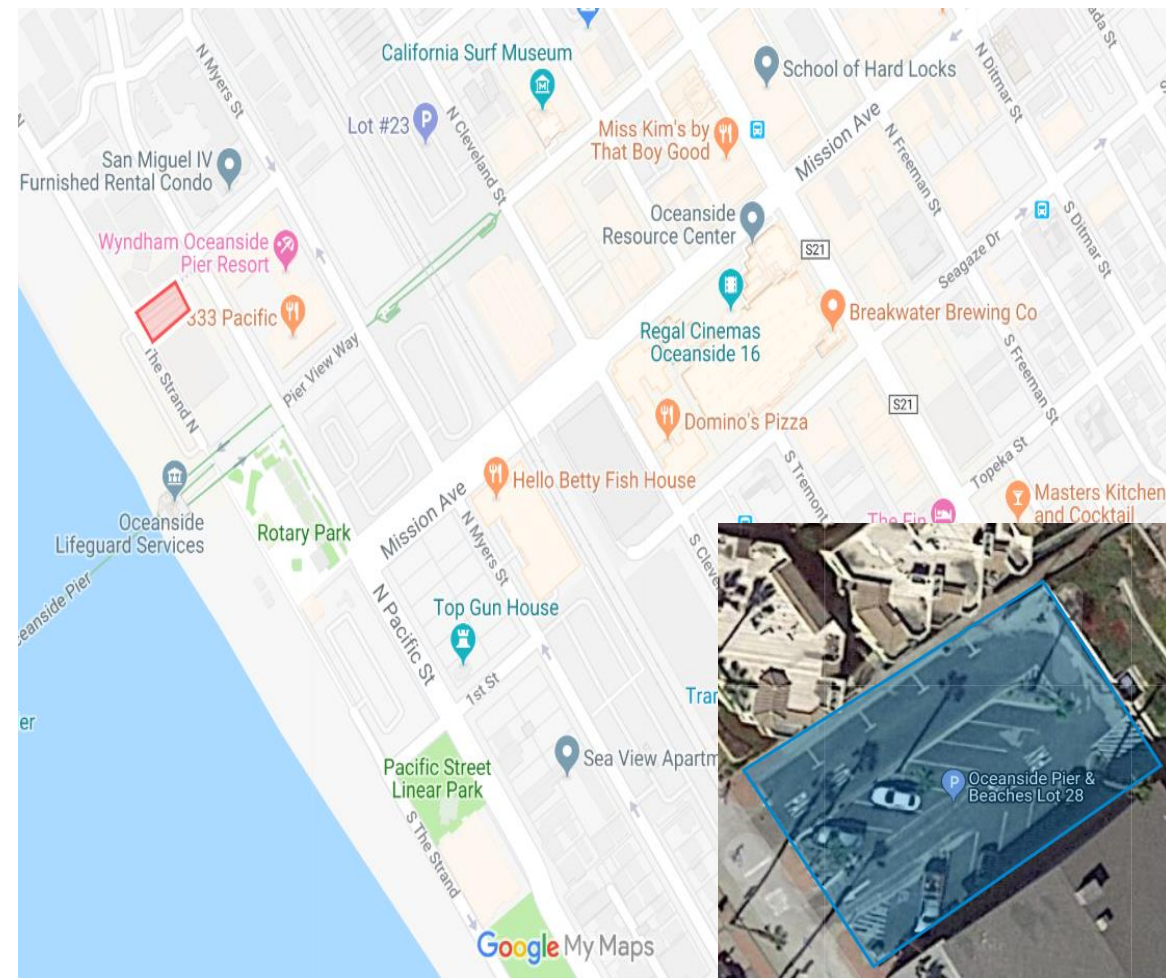 N Myers St
California Surf Museum
Lot #23
P
N Cleveland St
School of Hard Locks
N Ditmar St
Miss Kim's by
That Boy Good
Mission Ave
N Freeman St
San Miguel IV
Furnished Rental Condo
Oceanside
Resource Center
S21
Seagaze Dr
S Ditmar St
Wyndham Oceanside
Pier Resort
333 Pacific
Breakwater Brewing Co
Regal Cinemas
Oceanside 16
S Freeman St
The Strand N
Pier View Way
S21
Domino's Pizza
Topeka St
Hello Betty Fish House
S Tremont
Masters Kitchen
and Cocktail
The Fin
Oceanside
Lifeguard Services
Rotary Park
Mission Ave
N Myers St
S Cleve
eanside Pier
N Pacific St
Top Gun House
1st St
Tran
er
Sea View Apartm
Pacific Street
Linear Park
S The Strand
P
Oceanside Pier &
Beaches Lot 28
Google My Maps